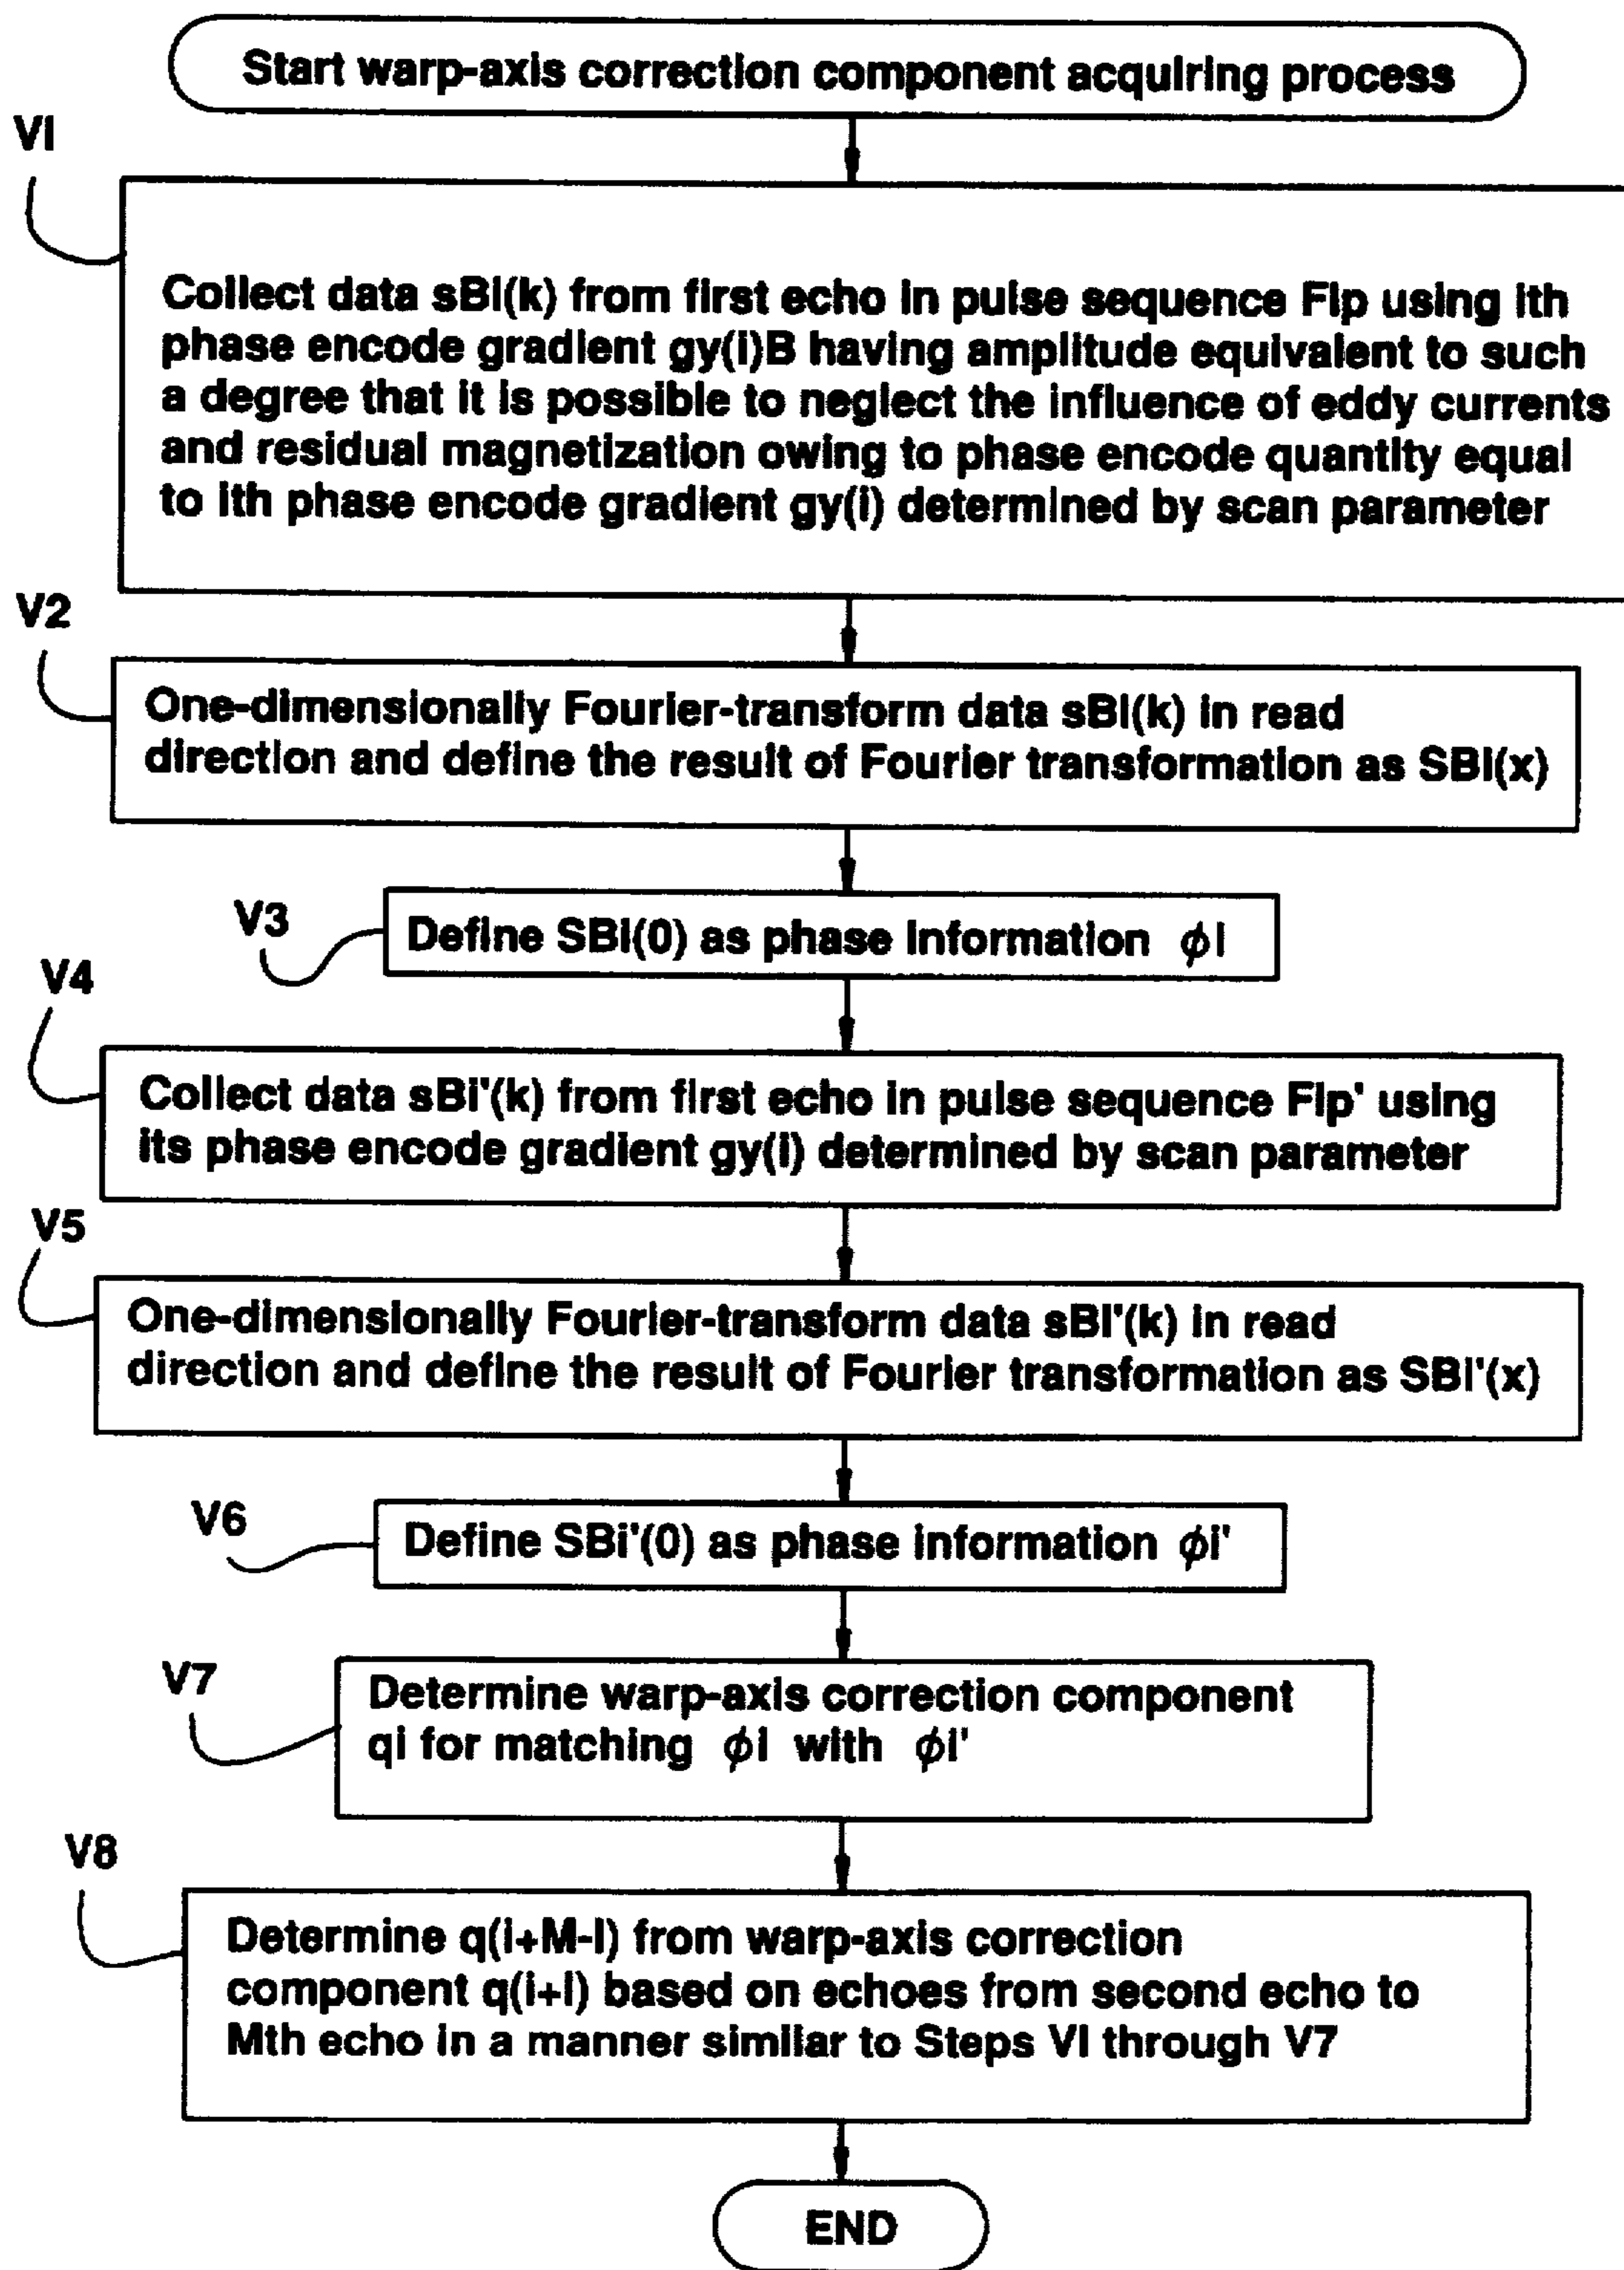 Start warp-axis correction component acquiring process
V1
Collect data sBi(k) from first echo in pulse sequence Fip using ith
phase encode gradient gy(i)B having amplitude equivalent to such
a degree that it is possible to neglect the influence of eddy currents
and residual magnetization owing to phase encode quantity equal
to ith phase encode gradient gy(i) determined by scan parameter
V2
One-dimensionally Fourier-transform data sBi(k) in read
direction and define the result of Fourier transformation as SBi(x)
V3
Define SBi(0) as phase information ϕi
V4
Collect data sBi'(k) from first echo in pulse sequence Fip' using
its phase encode gradient gy(i) determined by scan parameter
V5
One-dimensionally Fourier-transform data sBi'(k) in read
direction and define the result of Fourier transformation as SBi'(x)
V6
Define SBi'(0) as phase information ϕi'
V7
Determine warp-axis correction component
qi for matching ϕi with ϕi'
V8
Determine q(i+M-1) from warp-axis correction
component q(i+1) based on echoes from second echo to
Mth echo in a manner similar to Steps V1 through V7
END